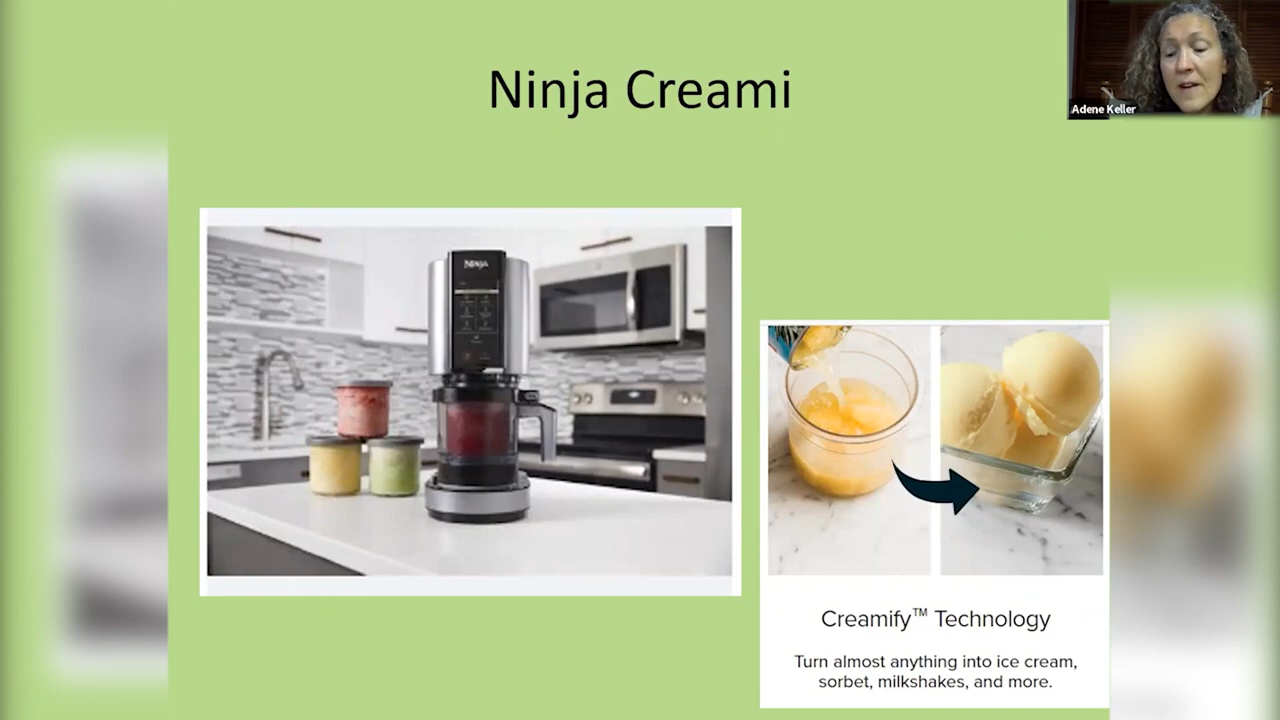 Ninja Creami
Adene Keller
NINJA
Creamify™ Technology
Turn almost anything into ice cream,
sorbet, milkshakes, and more.